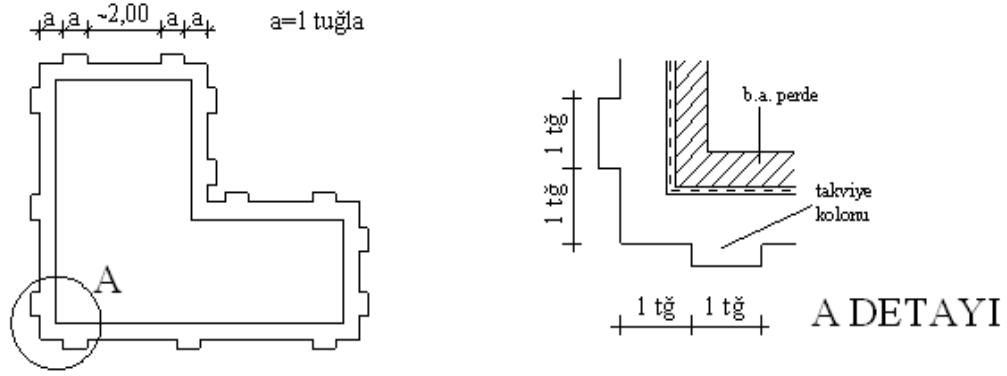 a a ~2,00 a a
a=1 tuğla
A
b.a. perde
1 tğ
1 tğ
takviye
kolonu
1 tğ 1 tğ
A DETAYI